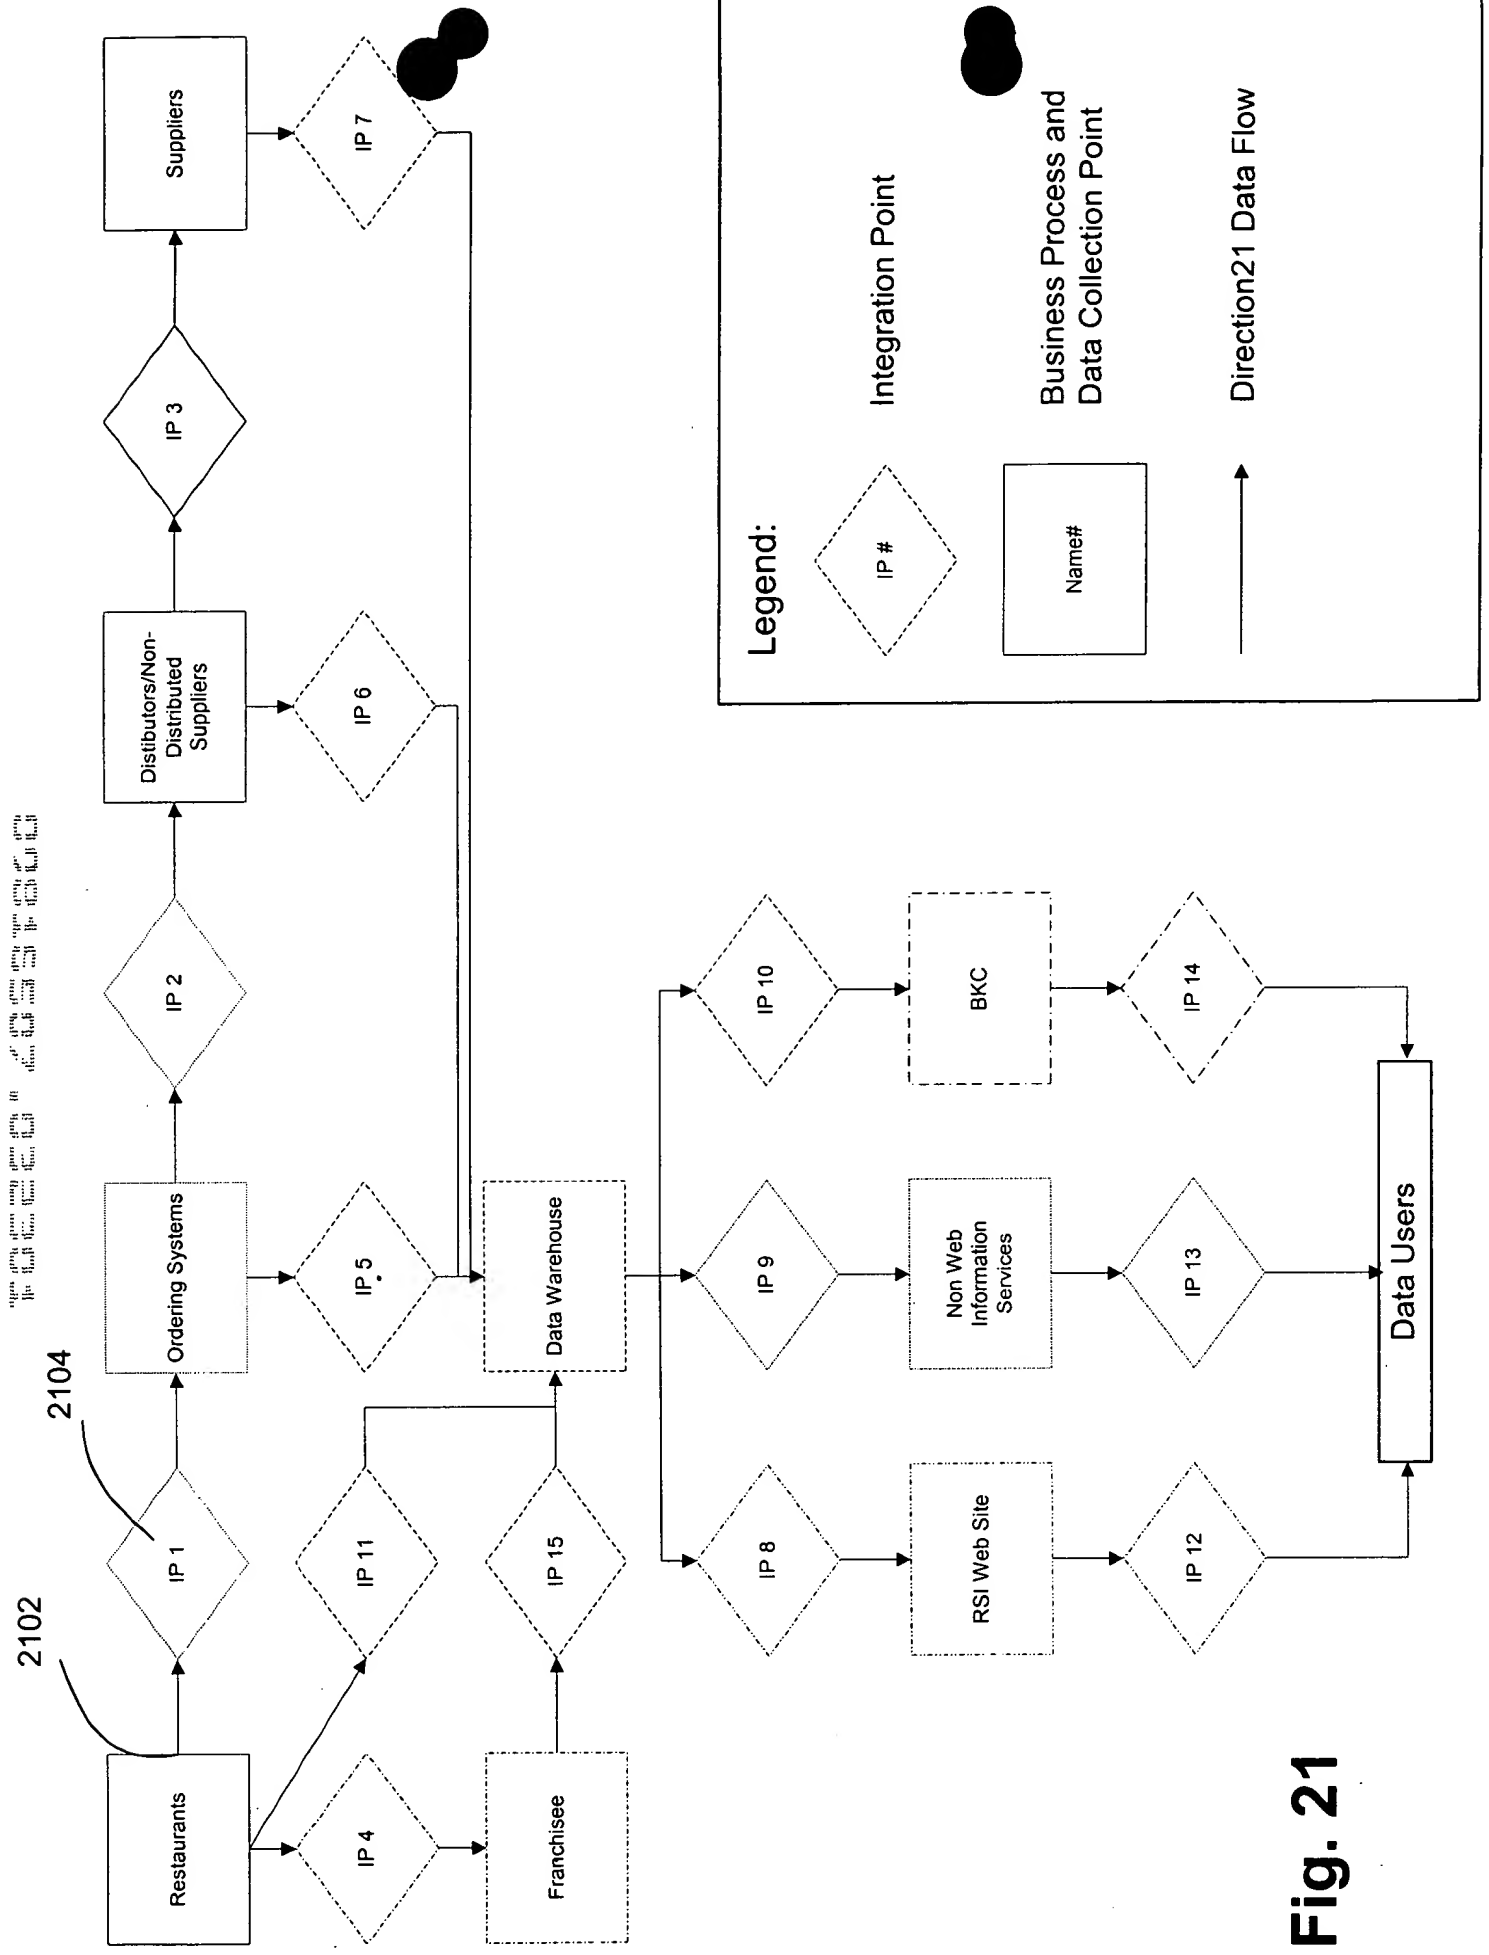 2102
2104
Restaurants
IP 1
Ordering Systems
IP 2
Distibutors/Non-
Distributed
Suppliers
IP 3
Suppliers
IP 4
IP 11
IP 5
IP 6
IP 7
Franchisee
IP 15
Data Warehouse
IP 8
IP 9
IP 10
RSI Web Site
Non Web
Information
Services
BKC
IP 12
IP 13
IP 14
Data Users
Legend:
IP #
Integration Point
Name#
Business Process and
Data Collection Point
Direction21 Data Flow
Fig. 21